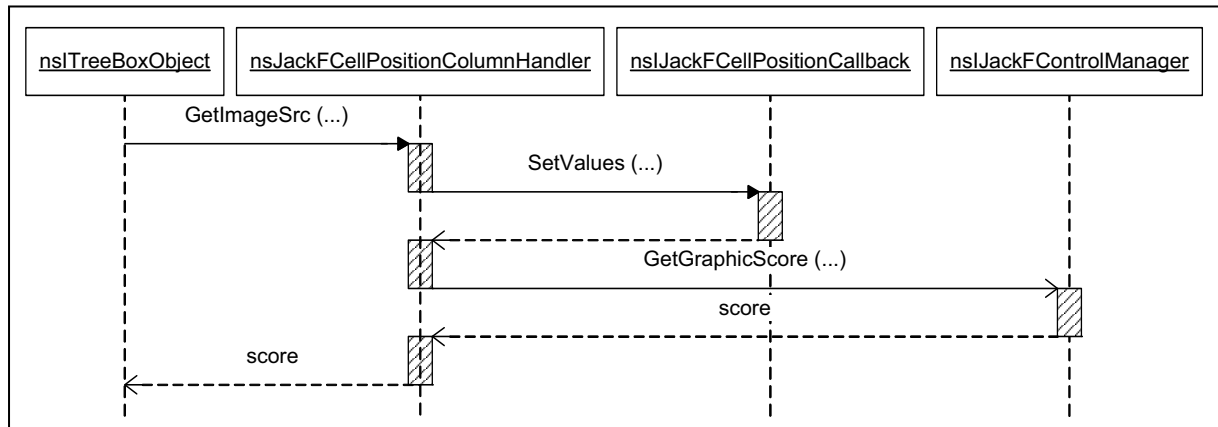 nsITreeBoxObject
nsJackFCellPositionColumnHandler
nsIJackFCellPositionCallback
nsIJackFControlManager
GetImageSrc (...)
SetValues (...)
GetGraphicScore (...)
score
score